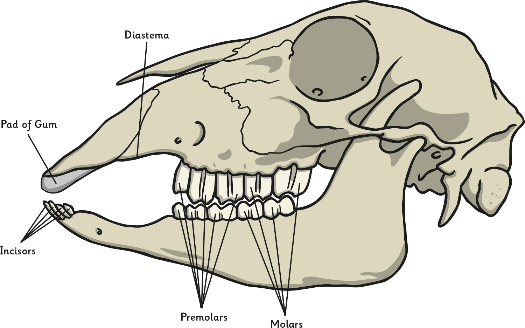 Diastema
Pad of Gum
Incisors
Premolars
Molars